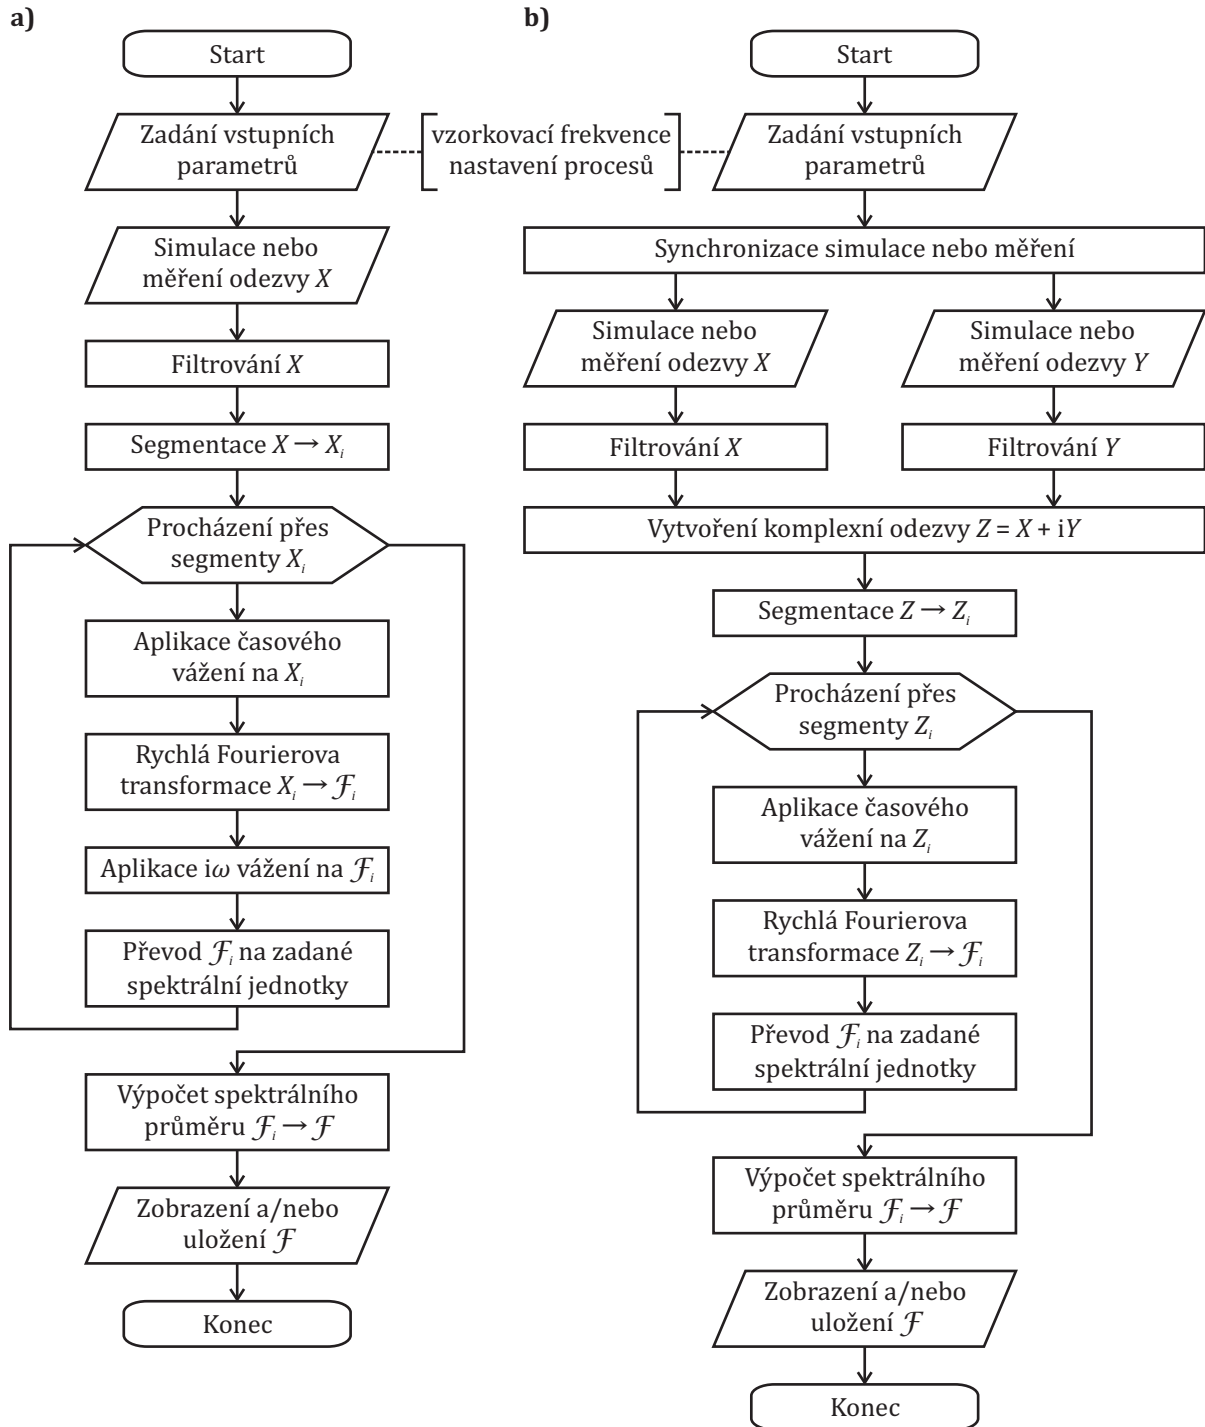 a)
Start
Zadání vstupních
parametrů
vzorkovací frekvence
nastavení procesů
Simulace nebo
měření odezvy X
Filtrování X
Segmentace X → Xᵢ
Procházení přes
segmenty Xᵢ
Aplikace časového
vážení na Xᵢ
Rychlá Fourierova
transformace Xᵢ → ℱᵢ
Aplikace iω vážení na ℱᵢ
Převod ℱᵢ na zadané
spektrální jednotky
Výpočet spektrálního
průměru ℱᵢ → ℱ
Zobrazení a/nebo
uložení ℱ
Konec
b)
Start
Zadání vstupních
parametrů
Synchronizace simulace nebo měření
Simulace nebo
měření odezvy X
Simulace nebo
měření odezvy Y
Filtrování X
Filtrování Y
Vytvoření komplexní odezvy Z = X + iY
Segmentace Z → Zᵢ
Procházení přes
segmenty Zᵢ
Aplikace časového
vážení na Zᵢ
Rychlá Fourierova
transformace Zᵢ → ℱᵢ
Převod ℱᵢ na zadané
spektrální jednotky
Výpočet spektrálního
průměru ℱᵢ → ℱ
Zobrazení a/nebo
uložení ℱ
Konec